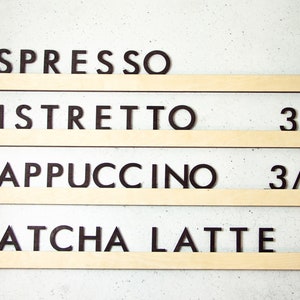 SPRESSO
ISTRETTO 3
APPUCCINO 3/
ATCHA LATTE